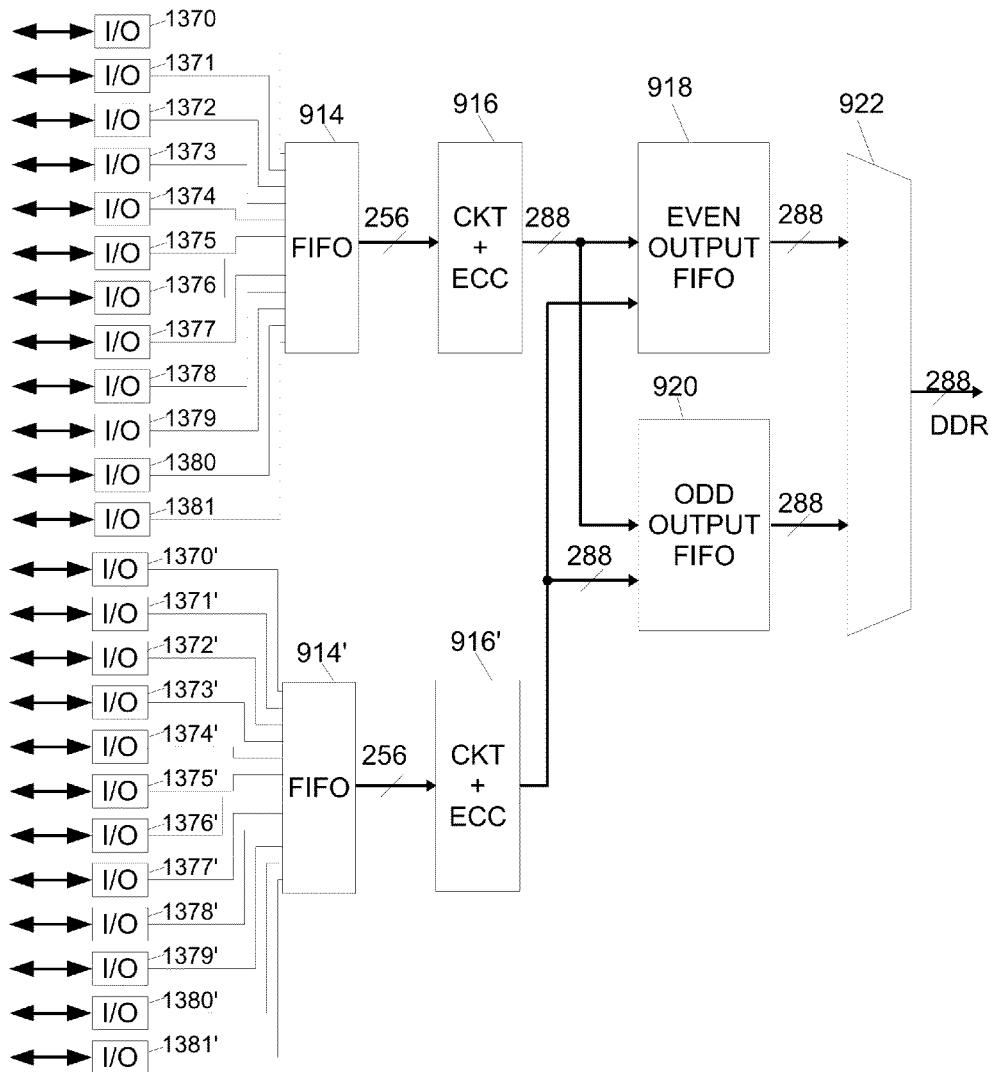 I/O 1370
I/O 1371
I/O 1372
I/O 1373
I/O 1374
I/O 1375
I/O 1376
I/O 1377
I/O 1378
I/O 1379
I/O 1380
I/O 1381
914
FIFO
256
916
CKT
+
ECC
288
918
EVEN
OUTPUT
FIFO
288
922
920
ODD
OUTPUT
FIFO
288
288
288
DDR
I/O 1370'
I/O 1371'
I/O 1372'
I/O 1373'
I/O 1374'
I/O 1375'
I/O 1376'
I/O 1377'
I/O 1378'
I/O 1379'
I/O 1380'
I/O 1381'
914'
FIFO
256
916'
CKT
+
ECC